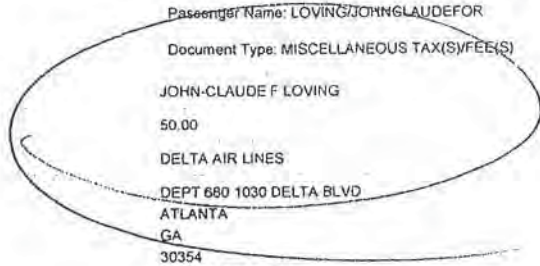 Passenger Name: LOVING/JOHNGLAUDEFOR
Document Type: MISCELLANEOUS TAX(S)/FEE(S)
JOHN-CLAUDE F LOVING
50.00
DELTA AIR LINES
DEPT 680 1030 DELTA BLVD
ATLANTA
GA
30354